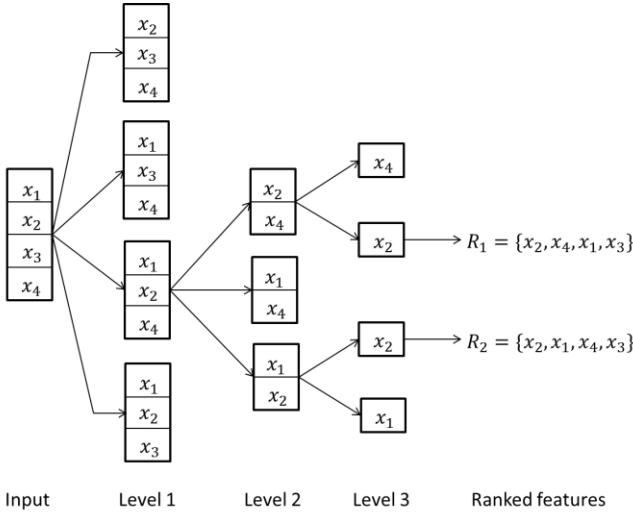 x₁
x₂
x₃
x₄
x₂
x₃
x₄
x₁
x₃
x₄
x₁
x₂
x₄
x₁
x₂
x₃
x₂
x₄
x₁
x₄
x₁
x₂
x₄
x₂
x₂
x₁
R₁ = {x₂, x₄, x₁, x₃}
R₂ = {x₂, x₁, x₄, x₃}
Input Level 1 Level 2 Level 3 Ranked features